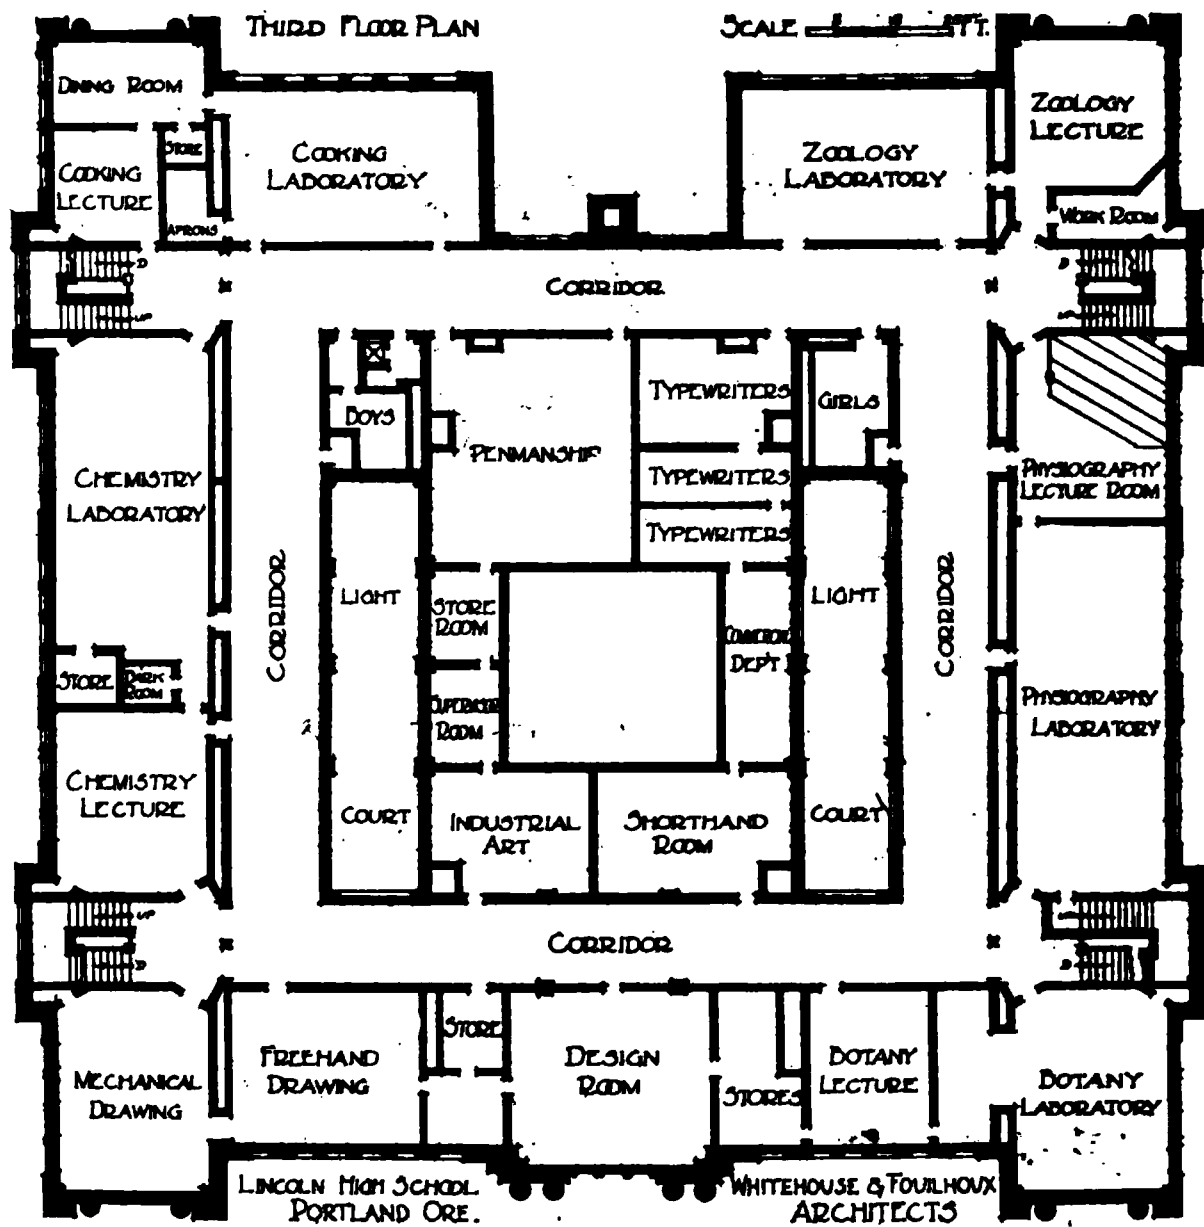 THIRD FLOOR PLAN
SCALE
FT.
DINING ROOM
STORE
COOKING
LECTURE
APRONS
COOKING
LABORATORY
ZOOLOGY
LABORATORY
ZOOLOGY
LECTURE
WORK ROOM
D
CORRIDOR
D
BOYS
PENMANSHIP
TYPEWRITERS
TYPEWRITERS
TYPEWRITERS
GIRLS
PHYSIOGRAPHY
LECTURE ROOM
CHEMISTRY
LABORATORY
CORRIDOR
LIGHT
COURT
STORE
ROOM
DEP'T
LIGHT
COURT
CORRIDOR
STORE
DARK
ROOM
ROOM
PHYSIOGRAPHY
LABORATORY
CHEMISTRY
LECTURE
INDUSTRIAL
ART
SHORTHAND
ROOM
CORRIDOR
D
D
MECHANICAL
DRAWING
FREEHAND
DRAWING
STORE
DESIGN
ROOM
STORES
BOTANY
LECTURE
BOTANY
LABORATORY
LINCOLN HIGH SCHOOL
PORTLAND ORE.
WHITEHOUSE & FOUILHOUX
ARCHITECTS